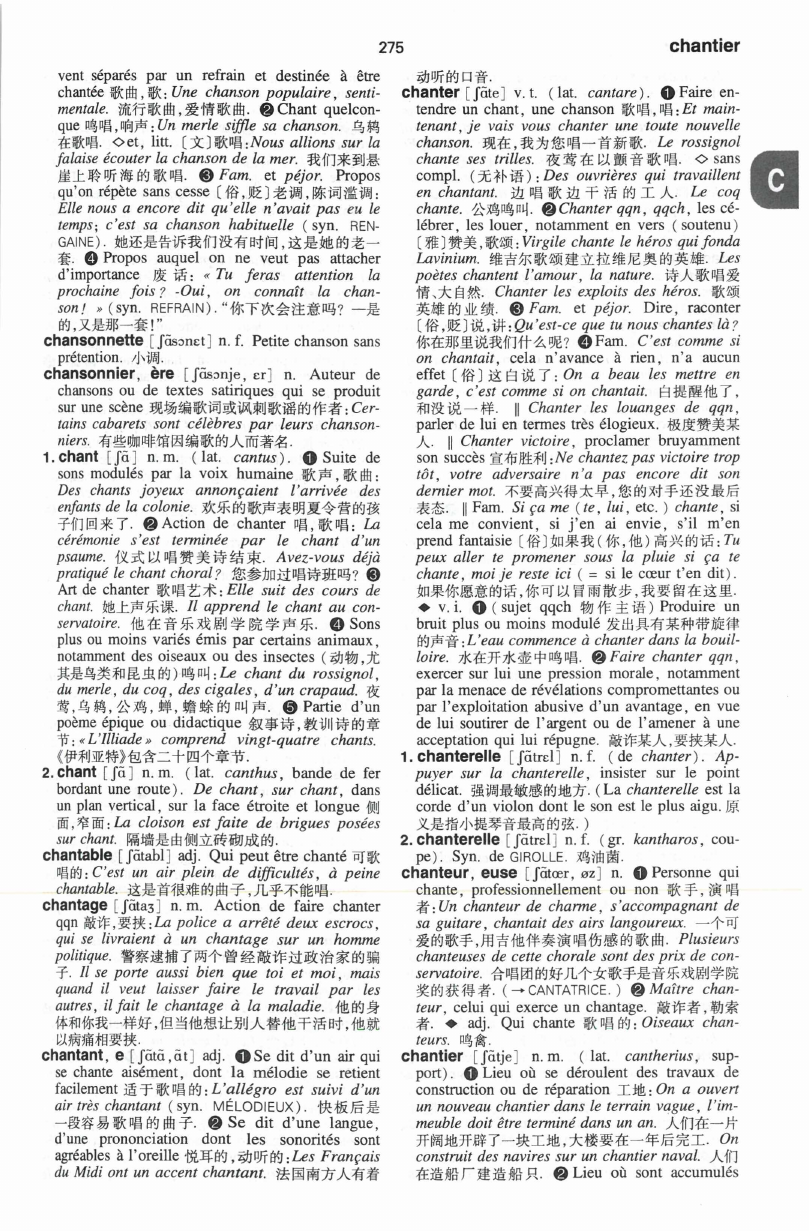 275
chantier
vent séparés par un refrain et destinée à être
chantée 歌曲,歌:Une chanson populaire, senti-
mentale. 流行歌曲,爱情歌曲. ❷Chant quelcon-
que 鸣唱,响声:Un merle siffle sa chanson. 乌鸫
在歌唱. ◇et, litt. [文]歌唱:Nous allions sur la
falaise écouter la chanson de la mer. 我们来到悬
崖上聆听海的歌声. ❸ Fam. et péjor. Propos
qu'on répète sans cesse [俗,贬]老调,陈词滥调:
Elle nous a encore dit qu'elle n'avait pas eu le
temps; c'est sa chanson habituelle (syn. REN-
GAINE). 她还是告诉我们没有时间,这是她的老一
套. ❹ Propos auquel on ne veut pas attacher
d'importance 废话: « Tu feras attention la
prochaine fois? -Oui, on connaît la chan-
son! » (syn. REFRAIN). “你下次会注意吗? —是
的,又是那一套!”
chansonnette [ʃɑ̃sɔnɛt] n. f. Petite chanson sans
prétention. 小调.
chansonnier, ère [ʃɑ̃sɔnje, ɛr] n. Auteur de
chansons ou de textes satiriques qui se produit
sur une scène 现场编歌词或讽刺歌谣的作者:Cer-
tains cabarets sont célèbres par leurs chanson-
niers. 有些咖啡馆因编歌的人而著名.
1. chant [ʃɑ̃] n. m. (lat. cantus). ❶ Suite de
sons modulés par la voix humaine 歌声,歌曲:
Des chants joyeux annonçaient l'arrivée des
enfants de la colonie. 欢乐的歌声表明夏令营的孩
子们回来了. ❷Action de chanter 唱,歌唱: La
cérémonie s'est terminée par le chant d'un
psaume. 仪式以唱赞美诗结束. Avez-vous déjà
pratiqué le chant choral? 您参加过唱诗班吗? ❸
Art de chanter 歌唱艺术:Elle suit des cours de
chant. 她上声乐课. Il apprend le chant au con-
servatoire. 他在音乐戏剧学院学声乐. ❹ Sons
plus ou moins variés émis par certains animaux,
notamment des oiseaux ou des insectes (动物,尤
其是鸟类和昆虫的)鸣叫:Le chant du rossignol,
du merle, du coq, des cigales, d'un crapaud. 夜
莺,乌鸫,公鸡,蝉,蟾蜍的叫声. ❺ Partie d'un
poème épique ou didactique 叙事诗,教训诗的章
节:«L'Illiade» comprend vingt-quatre chants.
《伊利亚特》包含二十四个章节.
2. chant [ʃɑ̃] n. m. (lat. canthus, bande de fer
bordant une route). De chant, sur chant, dans
un plan vertical, sur la face étroite et longue 侧
面,窄面:La cloison est faite de brigues posées
sur chant. 隔墙是由侧立砖砌成的.
chantable [ʃɑ̃tabl] adj. Qui peut être chanté 可歌
唱的:C'est un air plein de difficultés, à peine
chantable. 这是首很难的曲子,几乎不能唱.
chantage [ʃɑ̃taʒ] n. m. Action de faire chanter
qqn 敲诈,要挟:La police a arrêté deux escrocs,
qui se livraient à un chantage sur un homme
politique. 警察逮捕了两个曾经敲诈过政治家的骗
子. Il se porte aussi bien que toi et moi, mais
quand il veut laisser faire le travail par les
autres, il fait le chantage à la maladie. 他的身
体和你我一样好,但当他想让别人替他干活时,他就
以病痛相要挟.
chantant, e [ʃɑ̃tɑ̃,ɑ̃t] adj. ❶Se dit d'un air qui
se chante aisément, dont la mélodie se retient
facilement 适于歌唱的:L'allégro est suivi d'un
air très chantant (syn. MÉLODIEUX). 快板后是
一段容易歌唱的曲子. ❷ Se dit d'une langue,
d'une prononciation dont les sonorités sont
agréables à l'oreille 悦耳的,动听的:Les Français
du Midi ont un accent chantant. 法国南方人有着
动听的口音.
chanter [ʃɑ̃te] v. t. (lat. cantare). ❶ Faire en-
tendre un chant, une chanson 歌唱,唱:Et main-
tenant, je vais vous chanter une toute nouvelle
chanson. 现在,我为您唱一首新歌. Le rossignol
chante ses trilles. 夜莺在以颤音歌唱. ◇ sans
compl. (无补语):Des ouvrières qui travaillent
en chantant. 边唱歌边干活的工人. Le coq
chante. 公鸡鸣叫. ❷Chanter qqn, qqch, les cé-
lébrer, les louer, notamment en vers (soutenu)
[雅]赞美,歌颂:Virgile chante le héros qui fonda
Lavinium. 维吉尔歌颂建立拉维尼奥的英雄. Les
poètes chantent l'amour, la nature. 诗人歌唱爱
情、大自然. Chanter les exploits des héros. 歌颂
英雄的业绩. ❸ Fam. et péjor. Dire, raconter
[俗,贬]说,讲:Qu'est-ce que tu nous chantes là?
你在那里说我们什么呢? ❹Fam. C'est comme si
on chantait, cela n'avance à rien, n'a aucun
effet [俗]这白说了: On a beau les mettre en
garde, c'est comme si on chantait. 白提醒他了,
和没说一样. ‖ Chanter les louanges de qqn,
parler de lui en termes très élogieux. 极度赞美某
人. ‖ Chanter victoire, proclamer bruyamment
son succès 宣布胜利:Ne chantez pas victoire trop
tôt, votre adversaire n'a pas encore dit son
dernier mot. 不要高兴得太早,您的对手还没最后
表态. ‖ Fam. Si ça me (te, lui, etc.) chante, si
cela me convient, si j'en ai envie, s'il m'en
prend fantaisie [俗]如果我(你,他)高兴的话:Tu
peux aller te promener sous la pluie si ça te
chante, moi je reste ici ( = si le cœur t'en dit).
如果你愿意的话,你可以冒雨散步,我要留在这里.
◆ v. i. ❶ (sujet qqch 物作主语) Produire un
bruit plus ou moins modulé 发出具有某种带旋律
的声音:L'eau commence à chanter dans la bouil-
loire. 水在开水壶中鸣唱. ❷ Faire chanter qqn,
exercer sur lui une pression morale, notamment
par la menace de révélations compromettantes ou
par l'exploitation abusive d'un avantage, en vue
de lui soutirer de l'argent ou de l'amener à une
acceptation qui lui répugne. 敲诈某人,要挟某人.
1. chanterelle [ʃɑ̃trɛl] n. f. (de chanter). Ap-
puyer sur la chanterelle, insister sur le point
délicat. 强调最敏感的地方. (La chanterelle est la
corde d'un violon dont le son est le plus aigu. 原
义是指小提琴音最高的弦.)
2. chanterelle [ʃɑ̃trɛl] n. f. (gr. kantharos, cou-
pe). Syn. de GIROLLE. 鸡油菌.
chanteur, euse [ʃɑ̃tœr, øz] n. ❶ Personne qui
chante, professionnellement ou non 歌手,演唱
者:Un chanteur de charme, s'accompagnant de
sa guitare, chantait des airs langoureux. 一个可
爱的歌手,用吉他伴奏演唱伤感的歌曲. Plusieurs
chanteuses de cette chorale sont des prix de con-
servatoire. 合唱团的好几个女歌手是音乐戏剧学院
奖的获得者. (→CANTATRICE.) ❷ Maître chan-
teur, celui qui exerce un chantage. 敲诈者,勒索
者. ◆ adj. Qui chante 歌唱的: Oiseaux chan-
teurs. 鸣禽.
chantier [ʃɑ̃tje] n. m. ( lat. cantherius, sup-
port). ❶ Lieu où se déroulent des travaux de
construction ou de réparation 工地:On a ouvert
un nouveau chantier dans le terrain vague, l'im-
meuble doit être terminé dans un an. 人们在一片
开阔地开辟了一块工地,大楼要在一年后完工. On
construit des navires sur un chantier naval. 人们
在造船厂建造船只. ❷ Lieu où sont accumulés
C